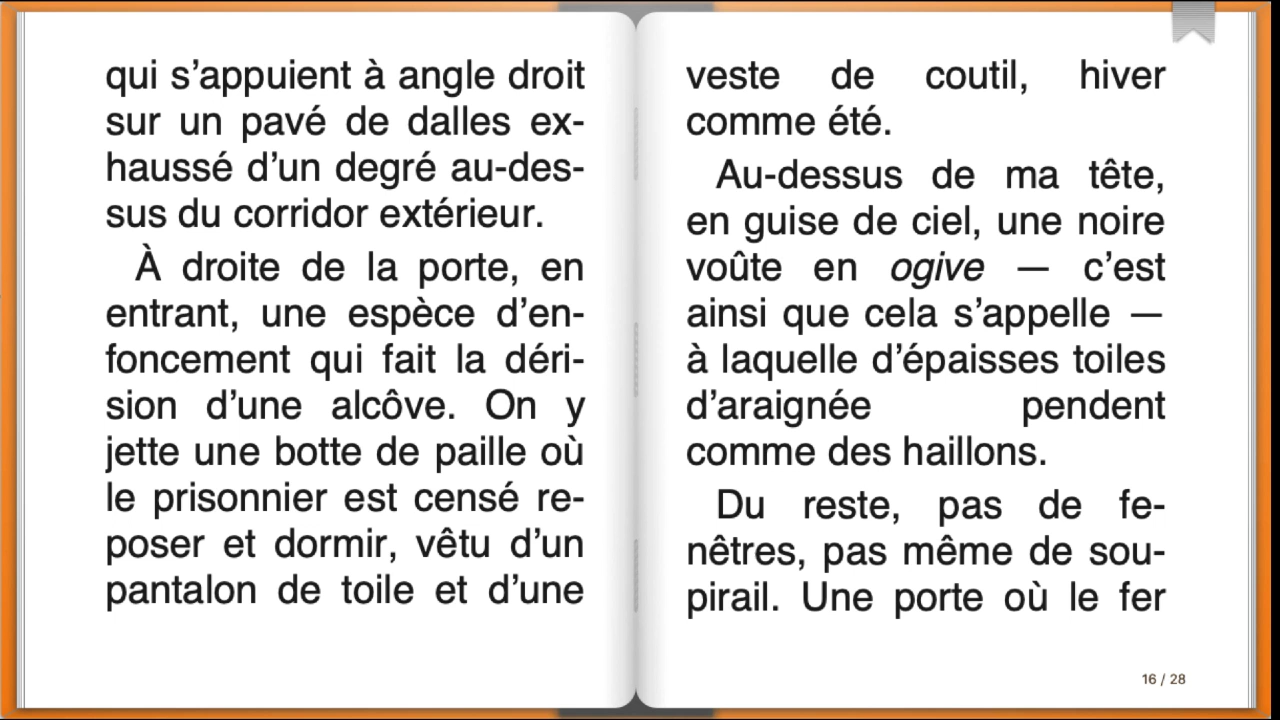 qui s’appuient à angle droit
sur un pavé de dalles ex-
haussé d’un degré au-des-
sus du corridor extérieur.
À droite de la porte, en
entrant, une espèce d’en-
foncement qui fait la déri-
sion d’une alcôve. On y
jette une botte de paille où
le prisonnier est censé re-
poser et dormir, vêtu d’un
pantalon de toile et d’une
veste de coutil, hiver
comme été.
Au-dessus de ma tête,
en guise de ciel, une noire
voûte en ogive — c’est
ainsi que cela s’appelle —
à laquelle d’épaisses toiles
d’araignée pendent
comme des haillons.
Du reste, pas de fe-
nêtres, pas même de sou-
pirail. Une porte où le fer
16 / 28